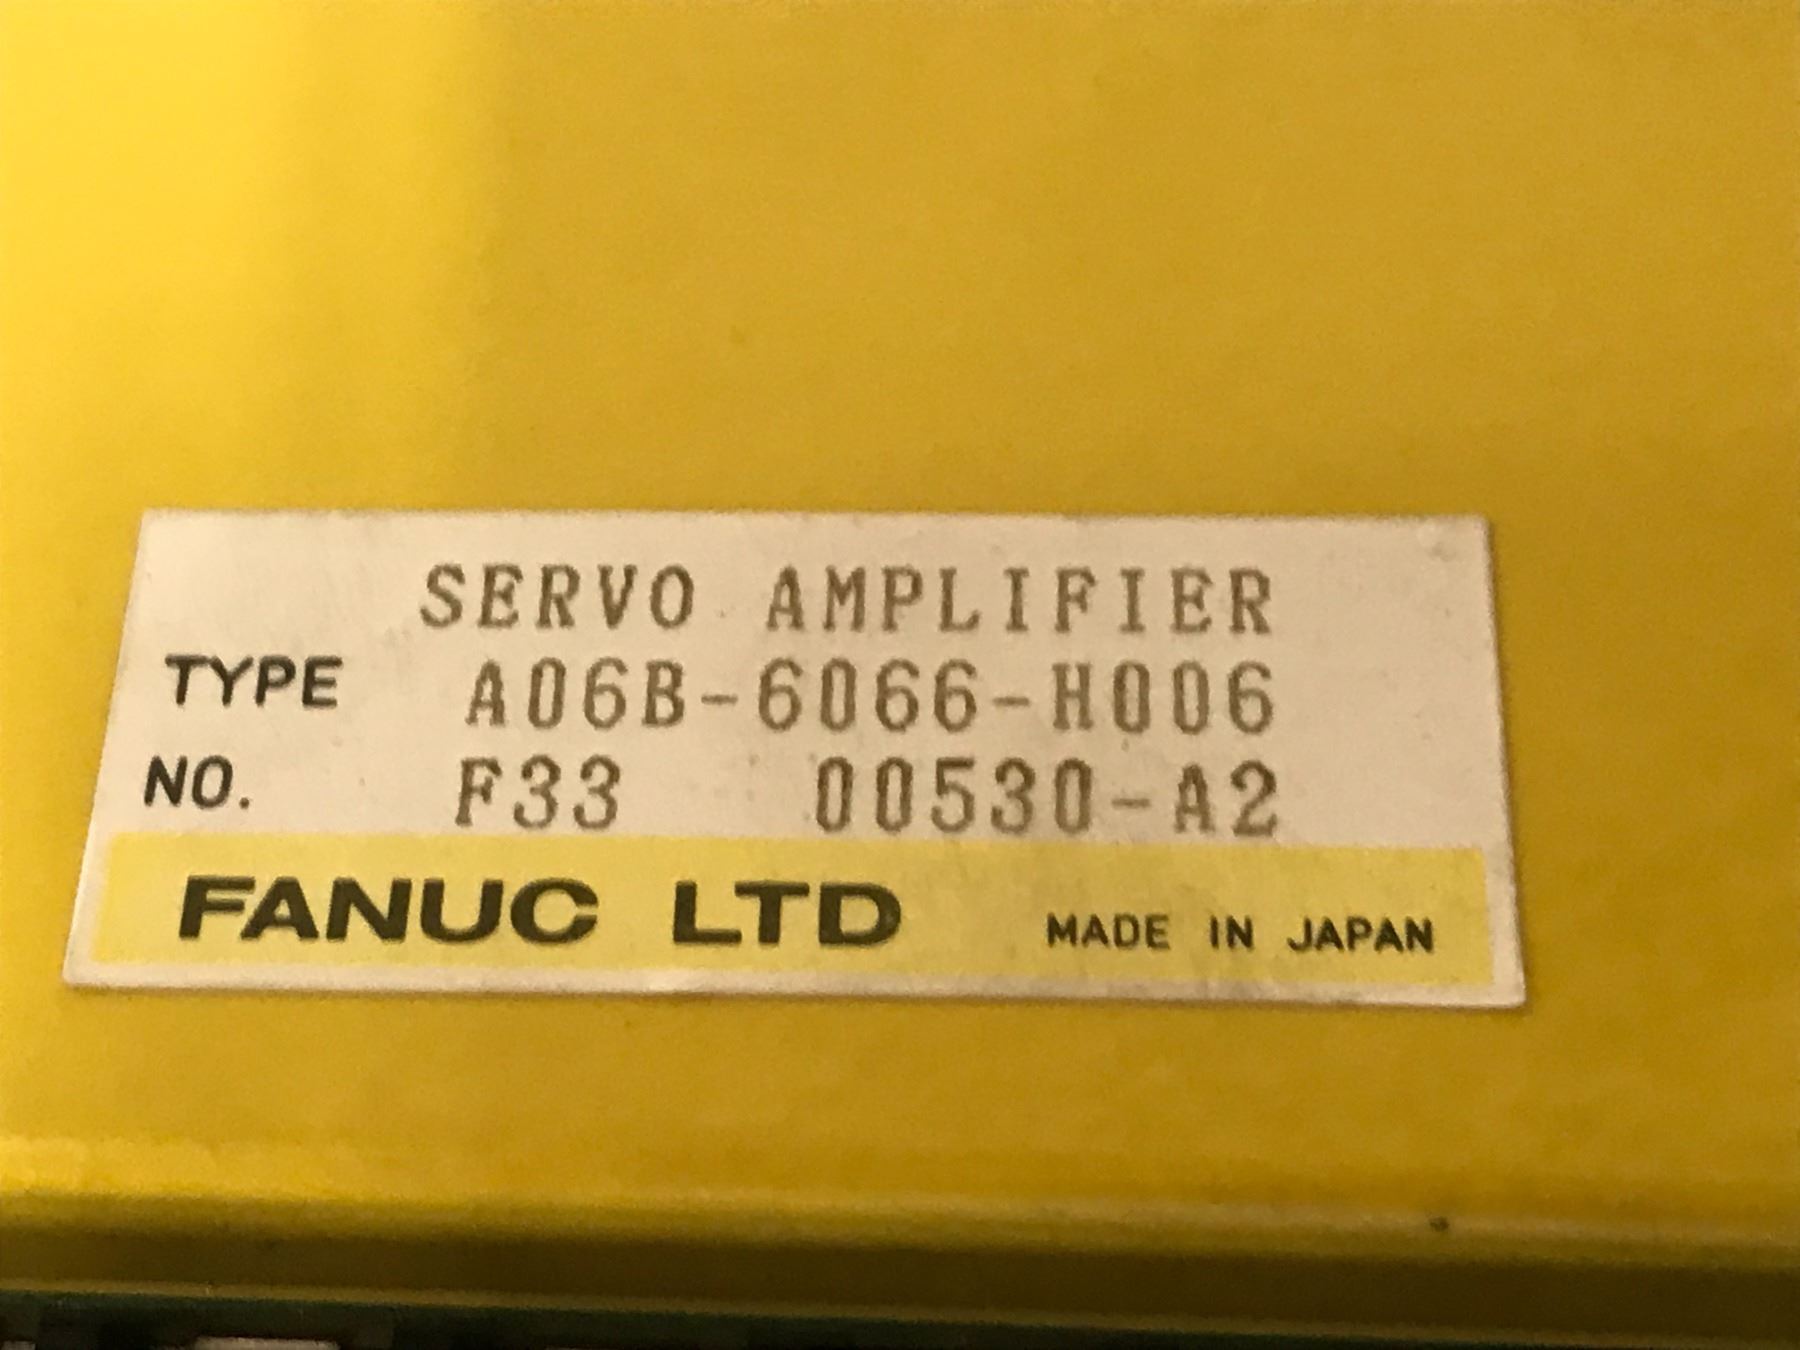 SERVO AMPLIFIER
TYPE A06B-6066-H006
NO. F33 00530-A2
FANUC LTD MADE IN JAPAN